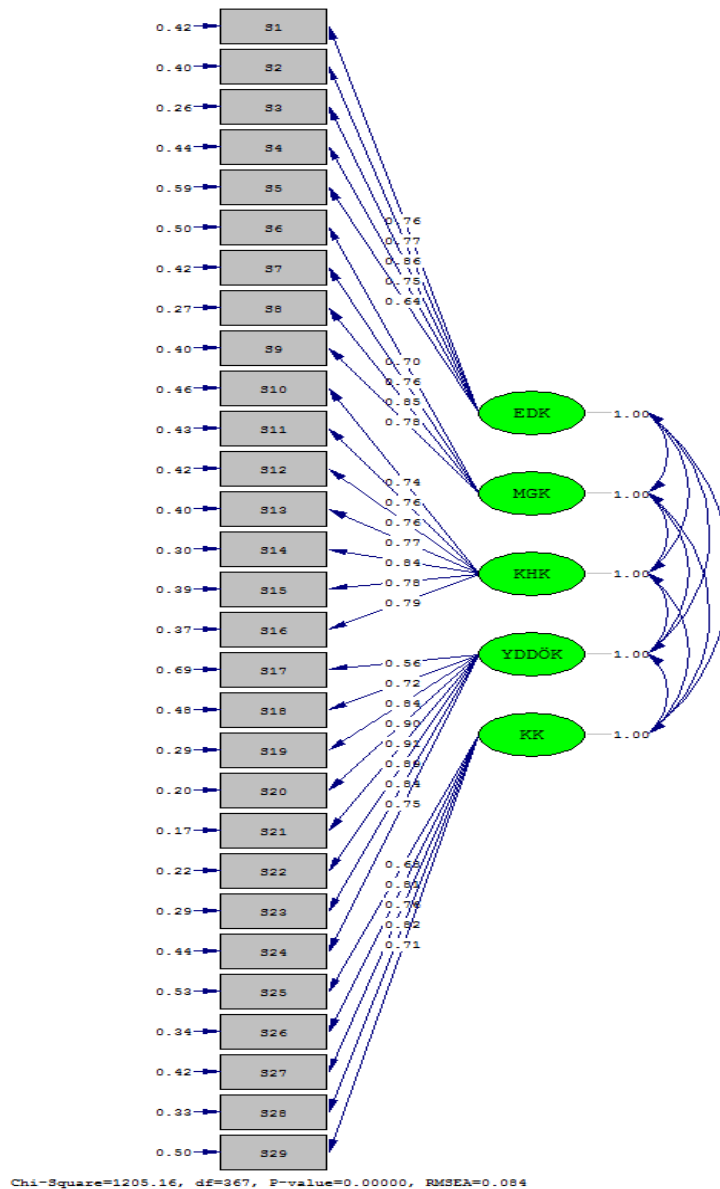 0.42 S1
0.40 S2
0.26 S3
0.44 S4
0.59 S5
0.50 S6
0.42 S7
0.27 S8
0.40 S9
0.46 S10
0.43 S11
0.42 S12
0.40 S13
0.30 S14
0.39 S15
0.37 S16
0.69 S17
0.48 S18
0.29 S19
0.20 S20
0.17 S21
0.22 S22
0.29 S23
0.44 S24
0.53 S25
0.34 S26
0.42 S27
0.33 S28
0.50 S29
0.76
0.77
0.86
0.75
0.64
0.70
0.76
0.85
0.78
0.74
0.76
0.76
0.77
0.84
0.78
0.79
0.56
0.72
0.84
0.90
0.91
0.84
0.75
0.68
0.81
0.76
0.82
0.71
EDK 1.00
MGK 1.00
KHK 1.00
YDDÖK 1.00
KK 1.00
Chi-Square=1205.16, df=367, P-value=0.00000, RMSEA=0.084